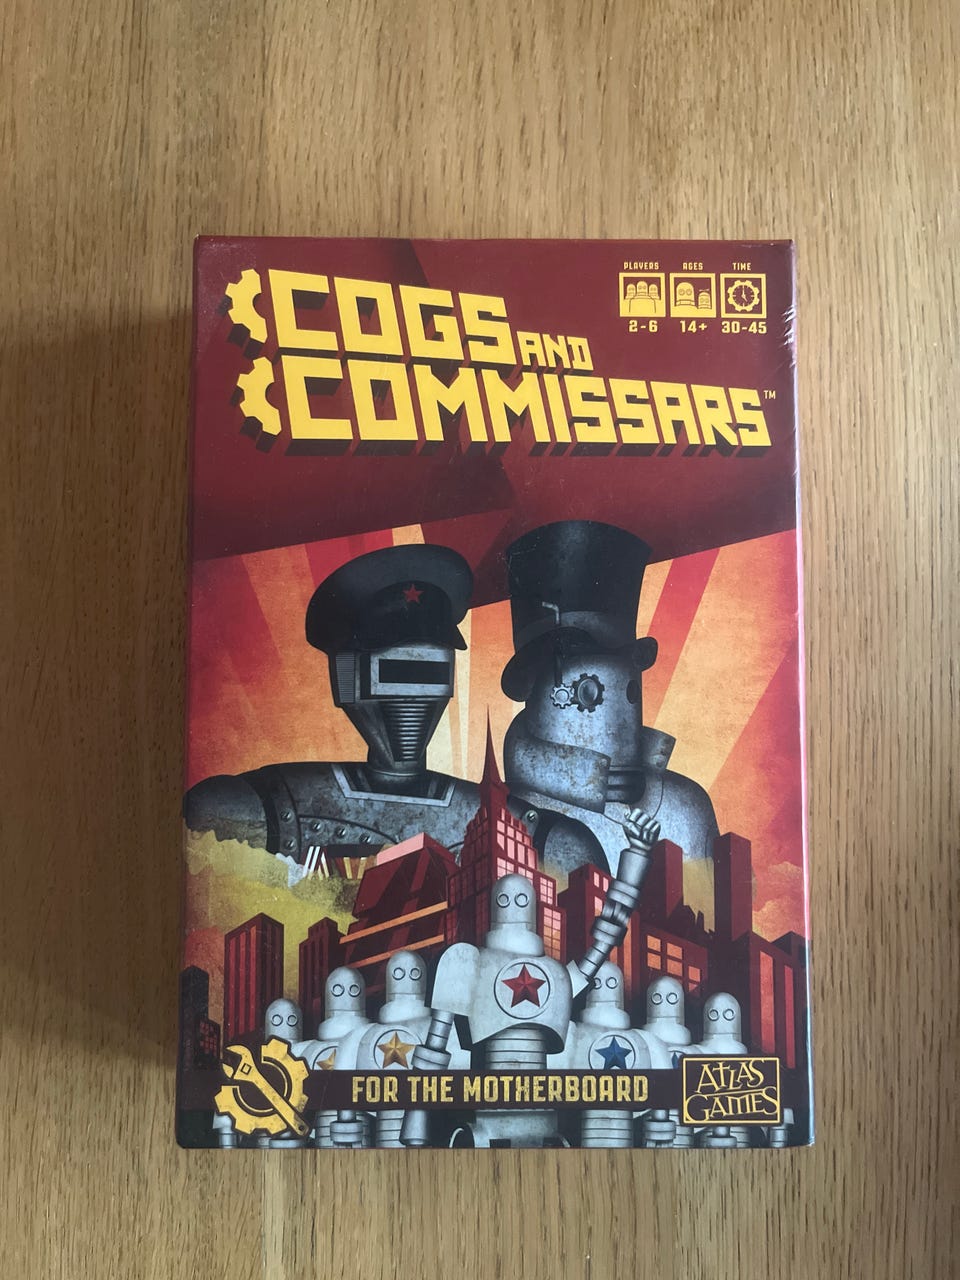 COGS AND
COMMISSARS™
PLAYERS AGES TIME
2-6 14+ 30-45
FOR THE MOTHERBOARD
ATLAS
GAMES